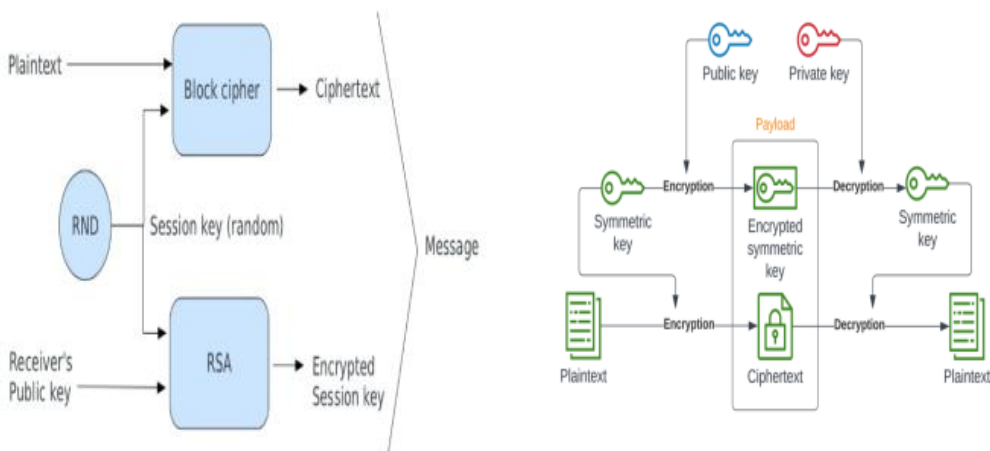 Plaintext
Block cipher
Ciphertext
RND
Session key (random)
Message
Receiver's
Public key
RSA
Encrypted
Session key
Public key
Private key
Payload
Encryption
Decryption
Symmetric
key
Encrypted
symmetric
key
Symmetric
key
Encryption
Decryption
Plaintext
Ciphertext
Plaintext